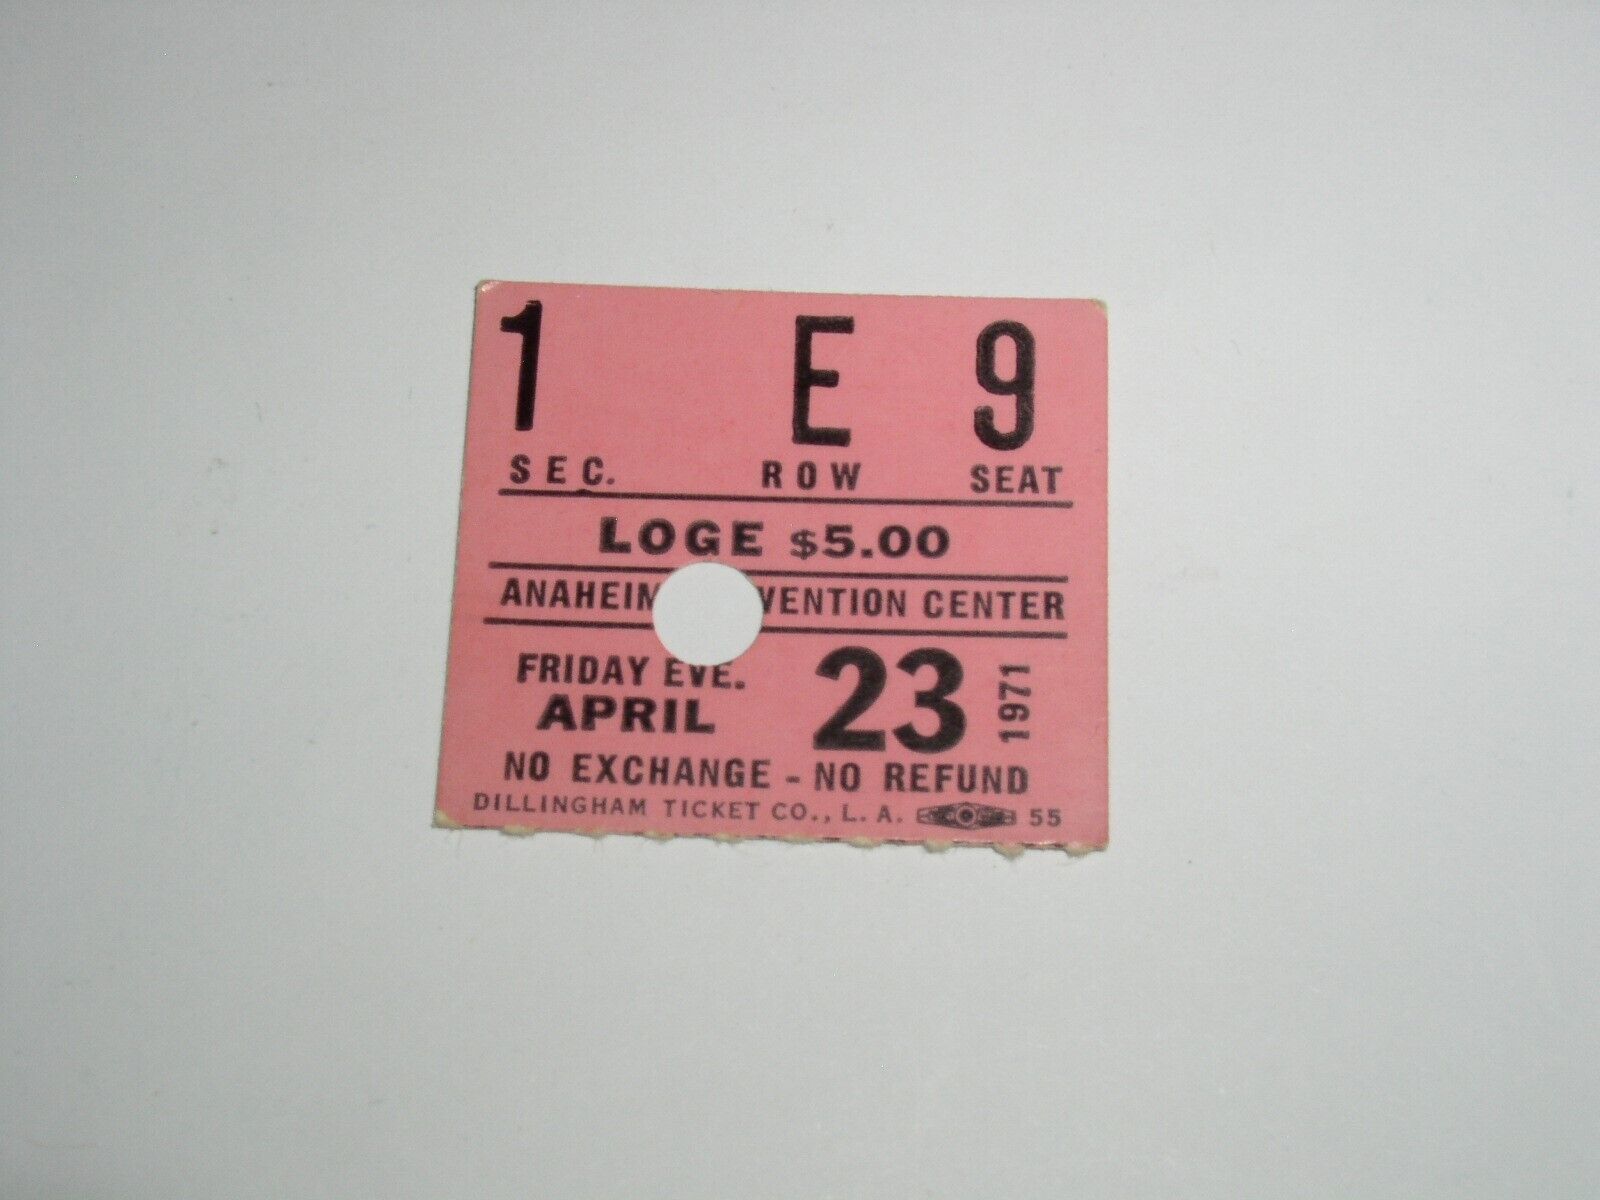 1 E 9
SEC. ROW SEAT
LOGE $5.00
ANAHEIM VENTION CENTER
FRIDAY EVE.
APRIL 23 1971
NO EXCHANGE - NO REFUND
DILLINGHAM TICKET CO., L. A. 55